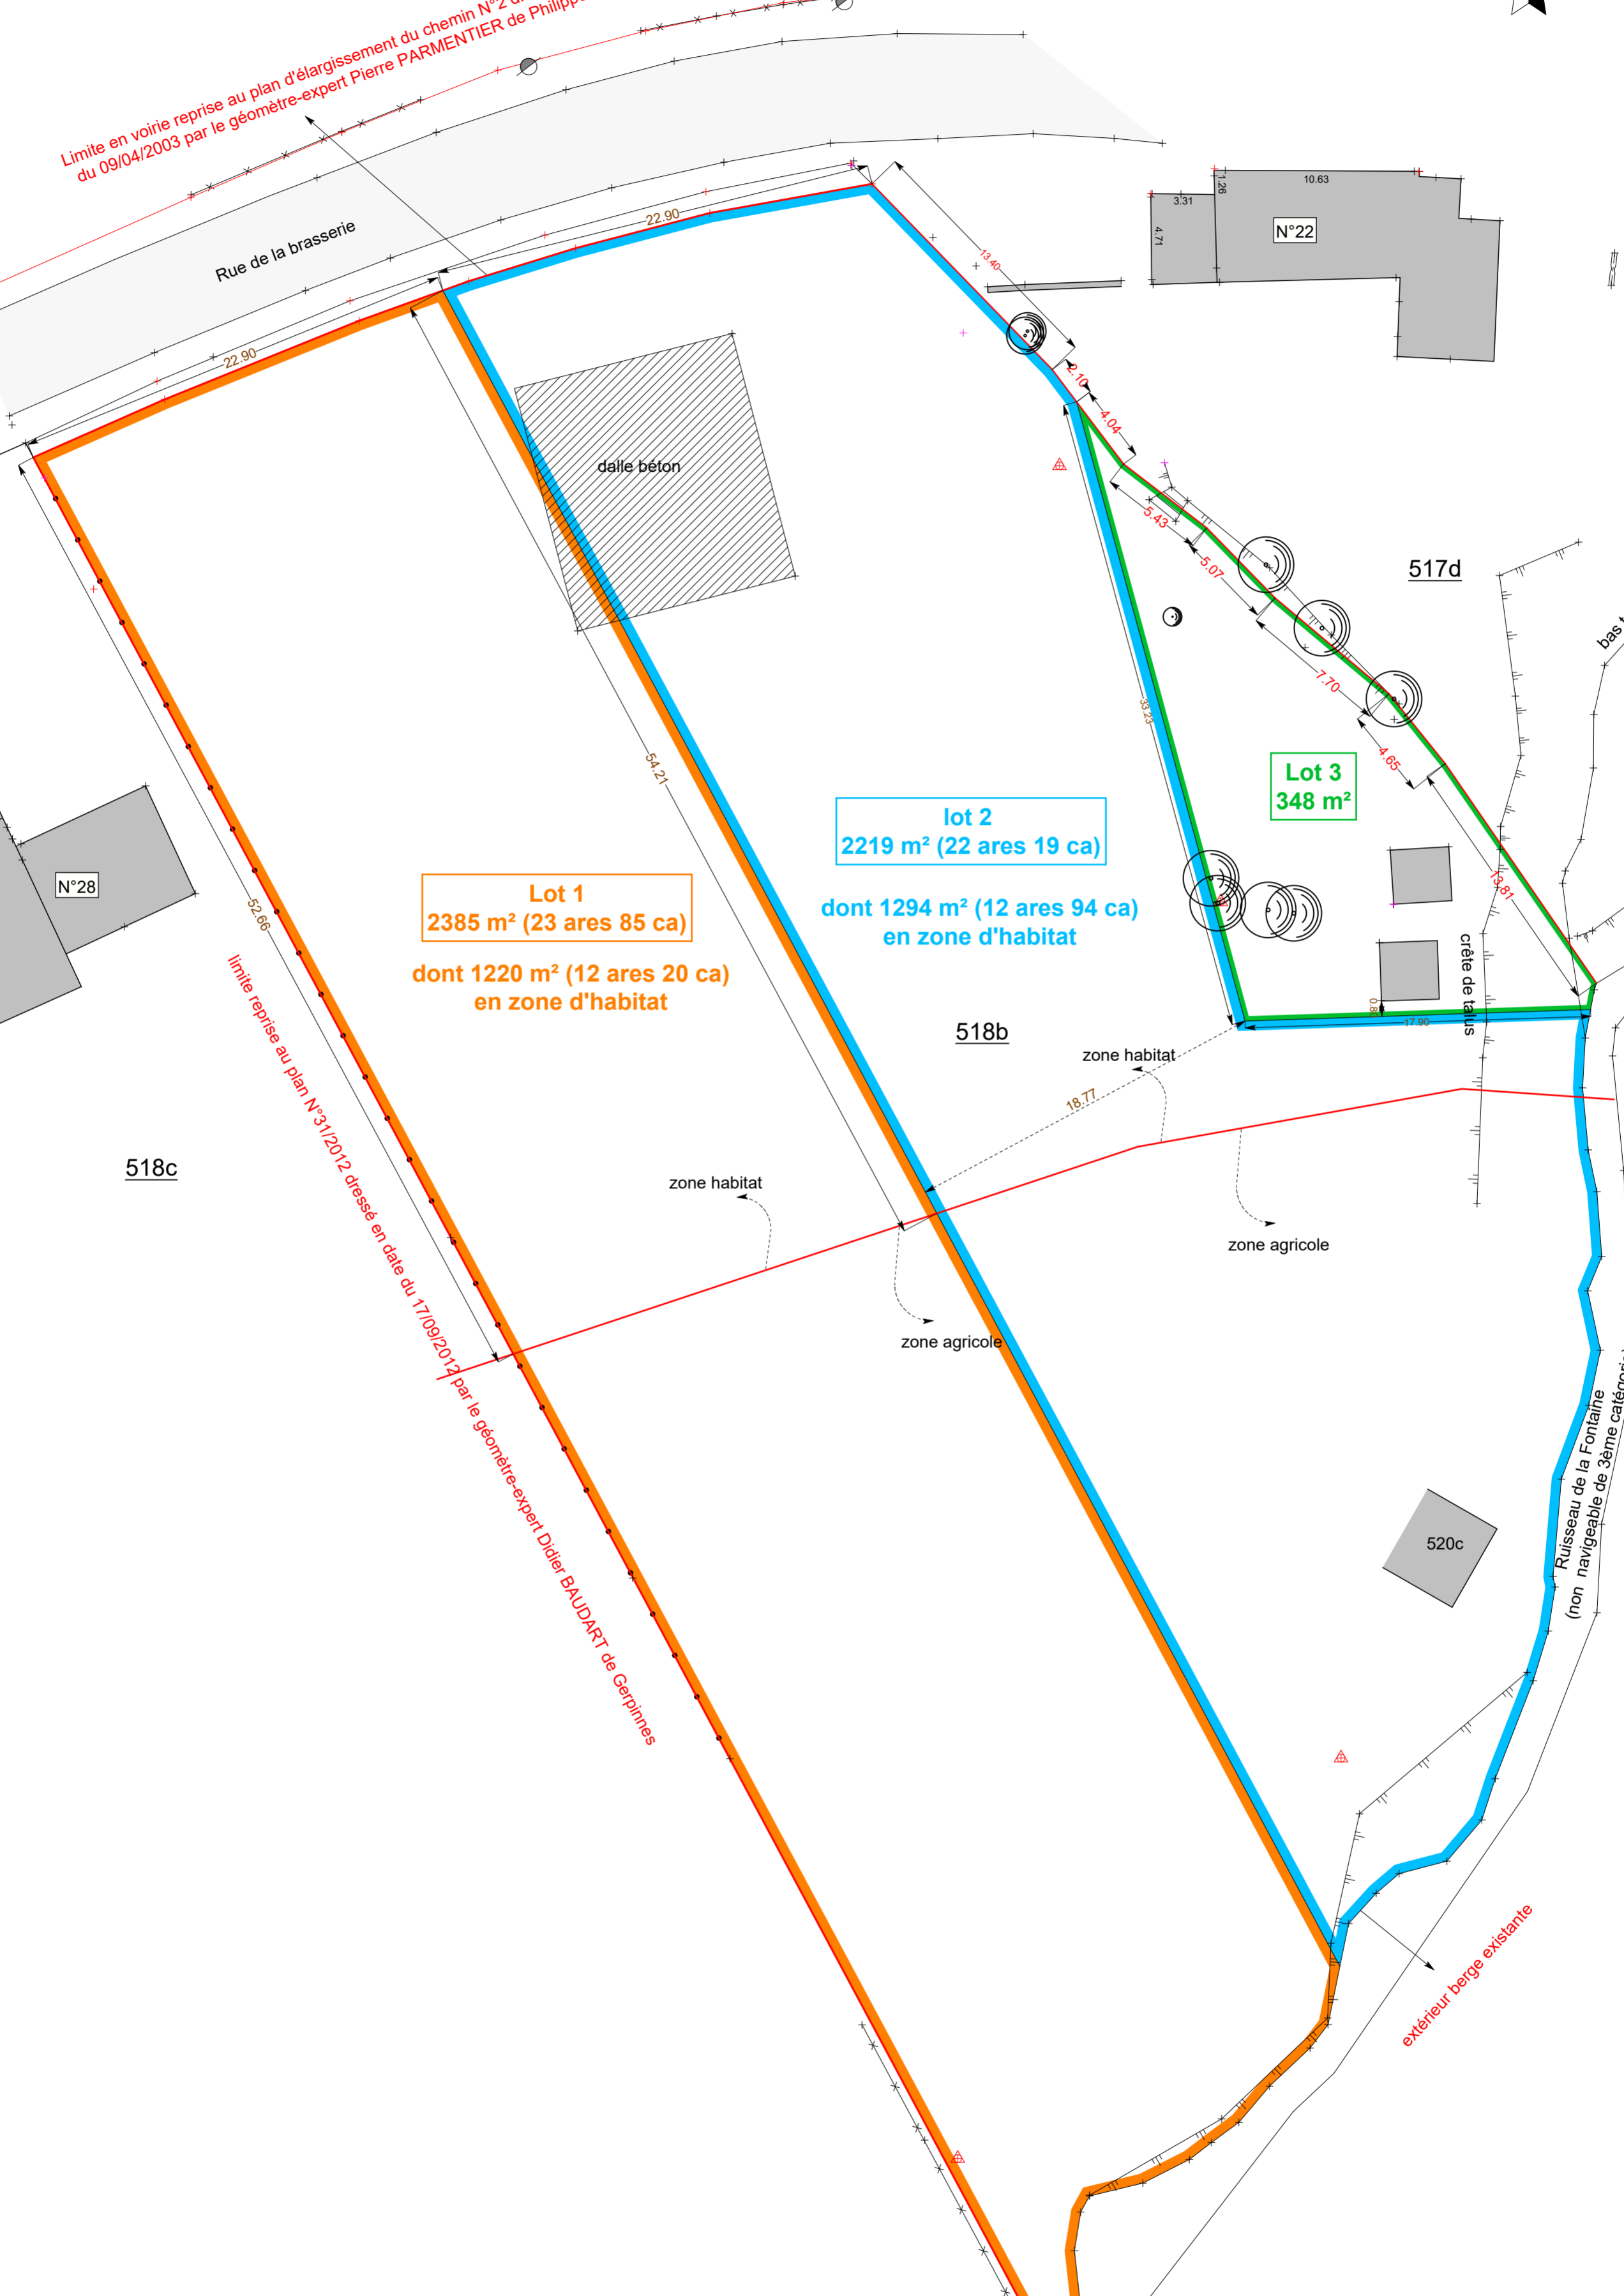 Limite en voirie reprise au plan d'élargissement du chemin N°2
du 09/04/2003 par le géomètre-expert Pierre PARMENTIER de
Rue de la brasserie
22.90
22.90
13.40
2.10
4.04
5.43
5.07
7.70
4.65
13.81
3.31
4.71
1.26
10.63
N°22
517d
bas
dalle béton
54.21
33.23
Lot 3
348 m²
lot 2
2219 m² (22 ares 19 ca)
dont 1294 m² (12 ares 94 ca)
en zone d'habitat
Lot 1
2385 m² (23 ares 85 ca)
dont 1220 m² (12 ares 20 ca)
en zone d'habitat
N°28
52.66
crête de talus
17.90
518b
18.77
zone habitat
zone habitat
zone agricole
zone agricole
518c
limite reprise au plan N°31/2012 dressé en date du 17/09/2012 par le géomètre-expert Didier BAUDART de Gerpinnes
520c
Ruisseau de la Fontaine
(non navigeable de 3ème catégorie)
extérieur berge existante